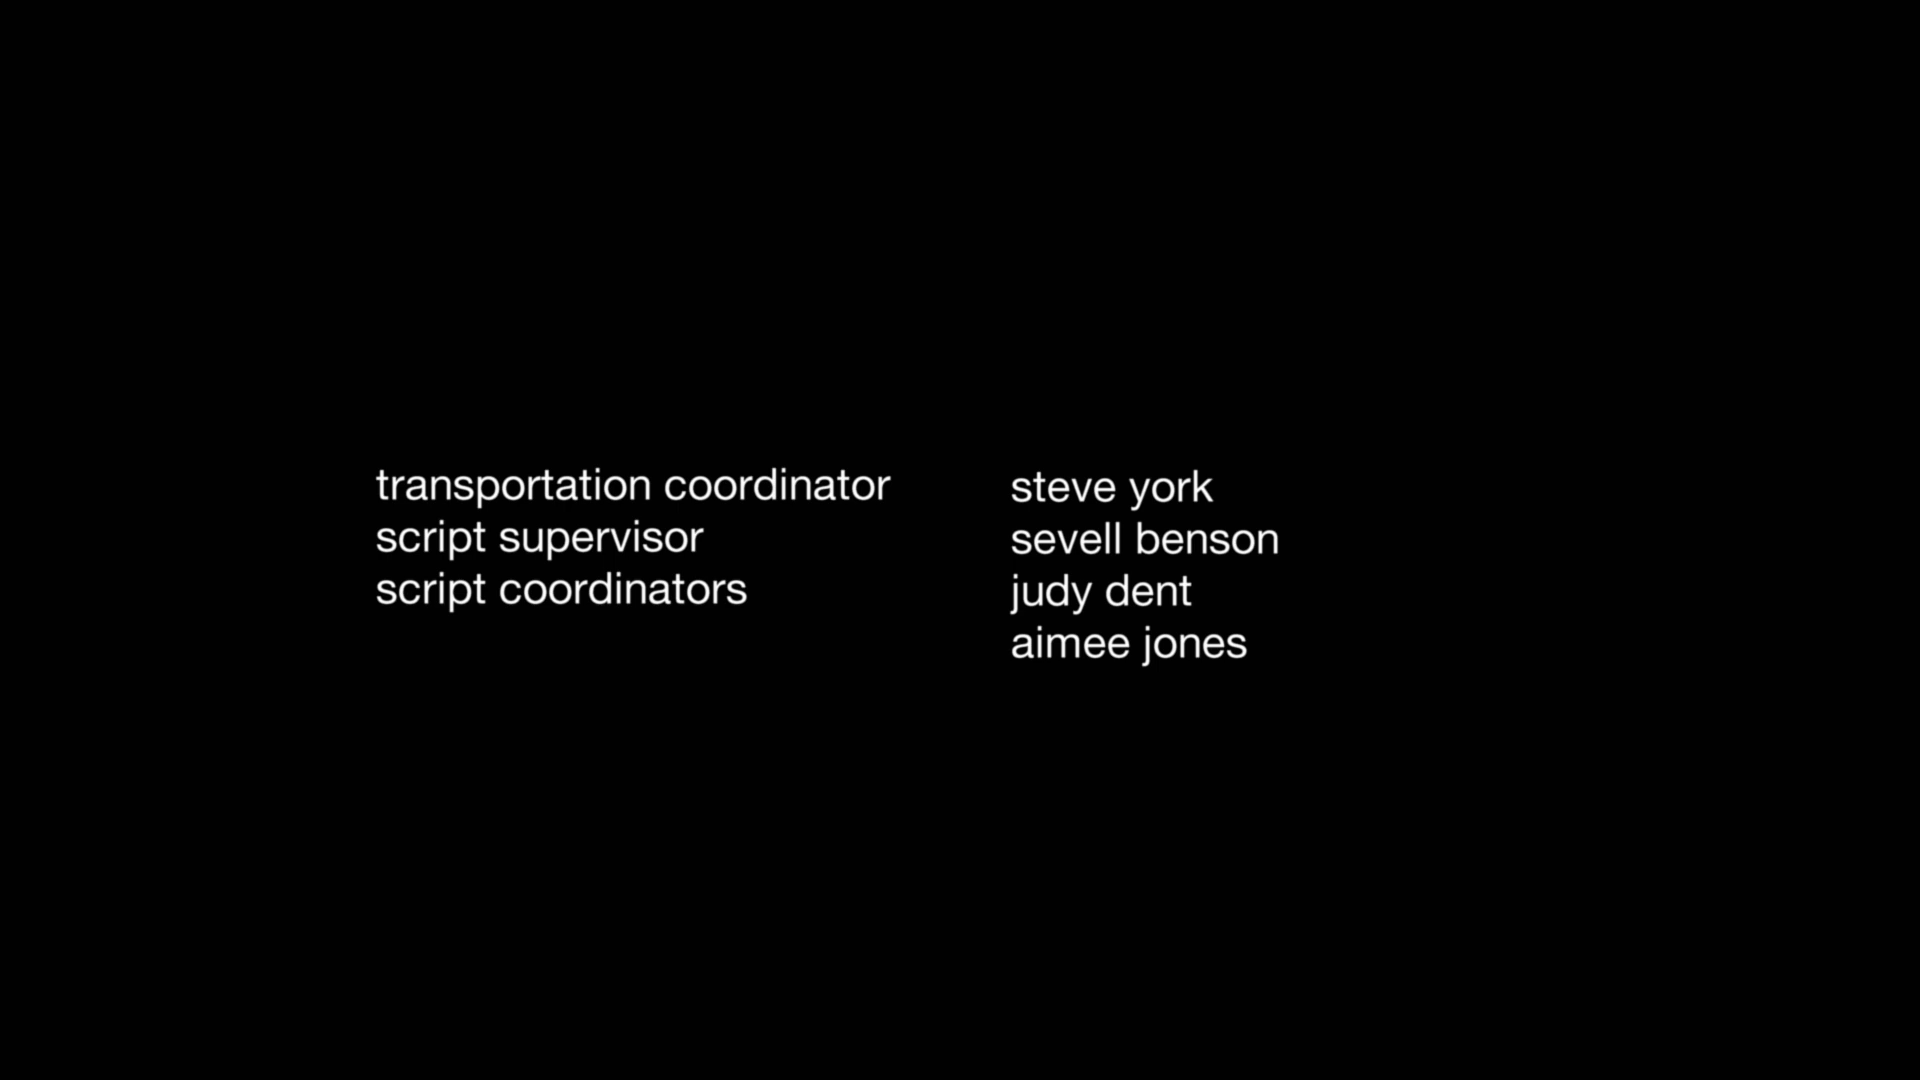 transportation coordinator steve york
script supervisor sevell benson
script coordinators judy dent
aimee jones